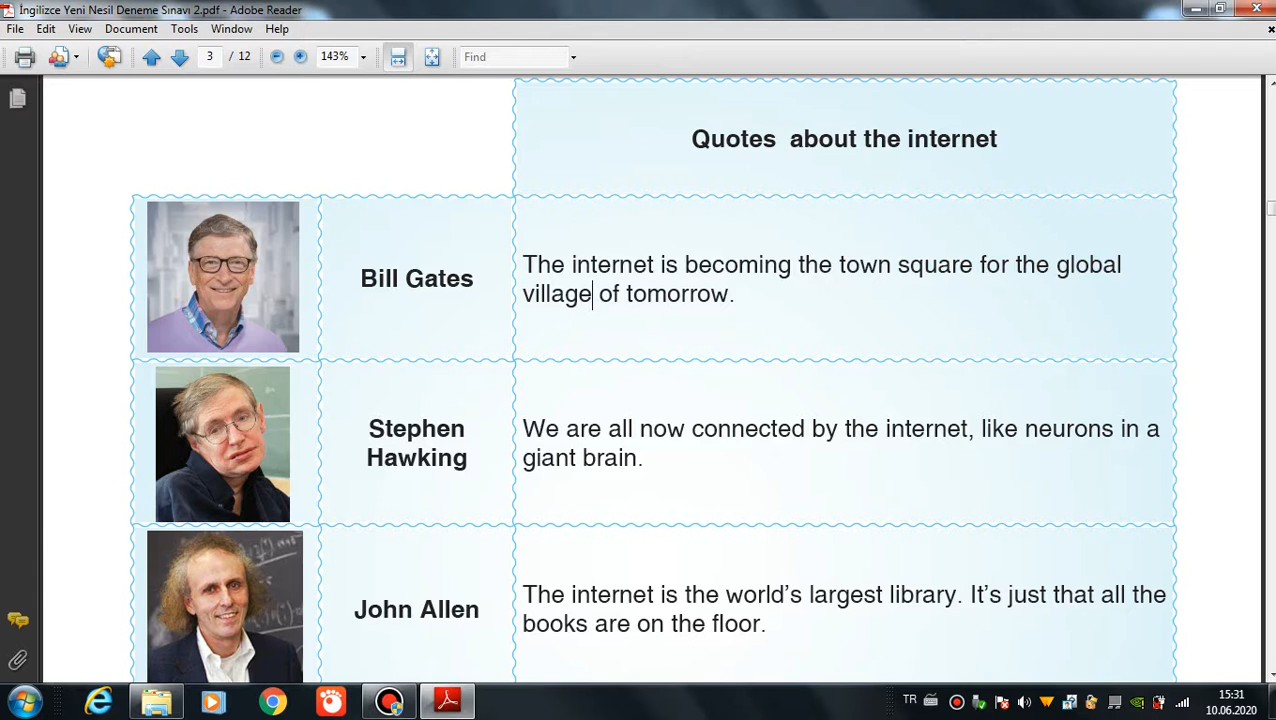 İngilizce Yeni Nesil Deneme Sınavı 2.pdf - Adobe Reader
File Edit View Document Tools Window Help
3 / 12 143% Find
Quotes about the internet
Bill Gates
The internet is becoming the town square for the global
village of tomorrow.
Stephen
Hawking
We are all now connected by the internet, like neurons in a
giant brain.
John Allen
The internet is the world’s largest library. It’s just that all the
books are on the floor.
TR
15:31
10.06.2020